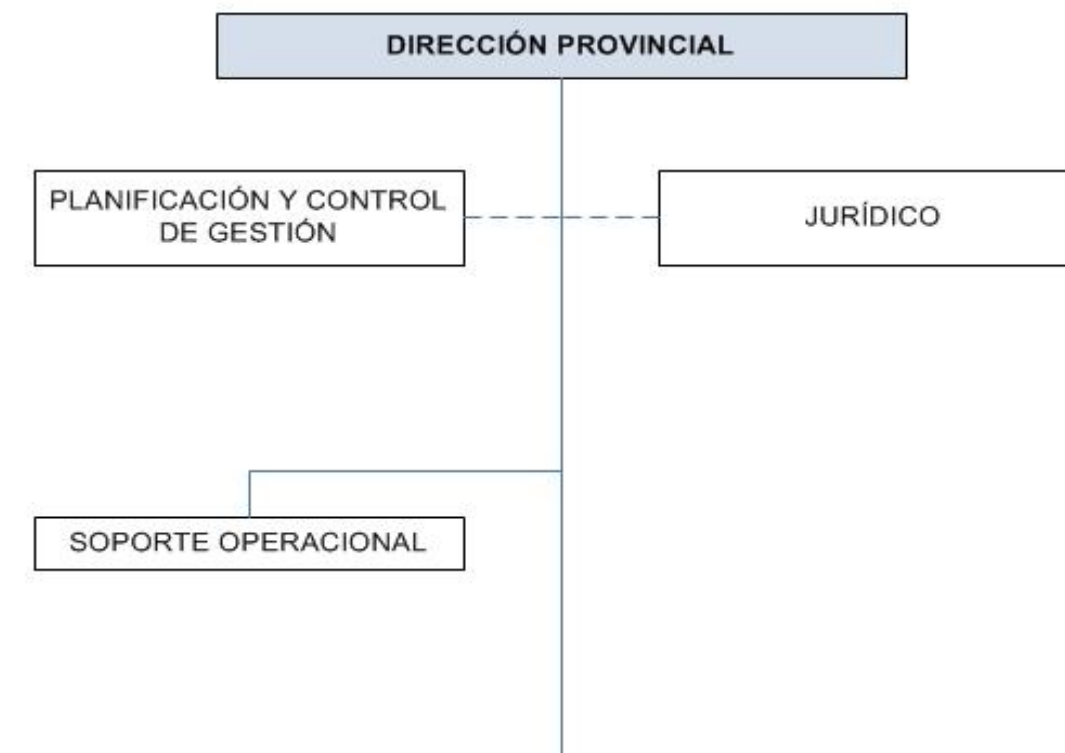 DIRECCIÓN PROVINCIAL
PLANIFICACIÓN Y CONTROL
DE GESTIÓN
JURÍDICO
SOPORTE OPERACIONAL